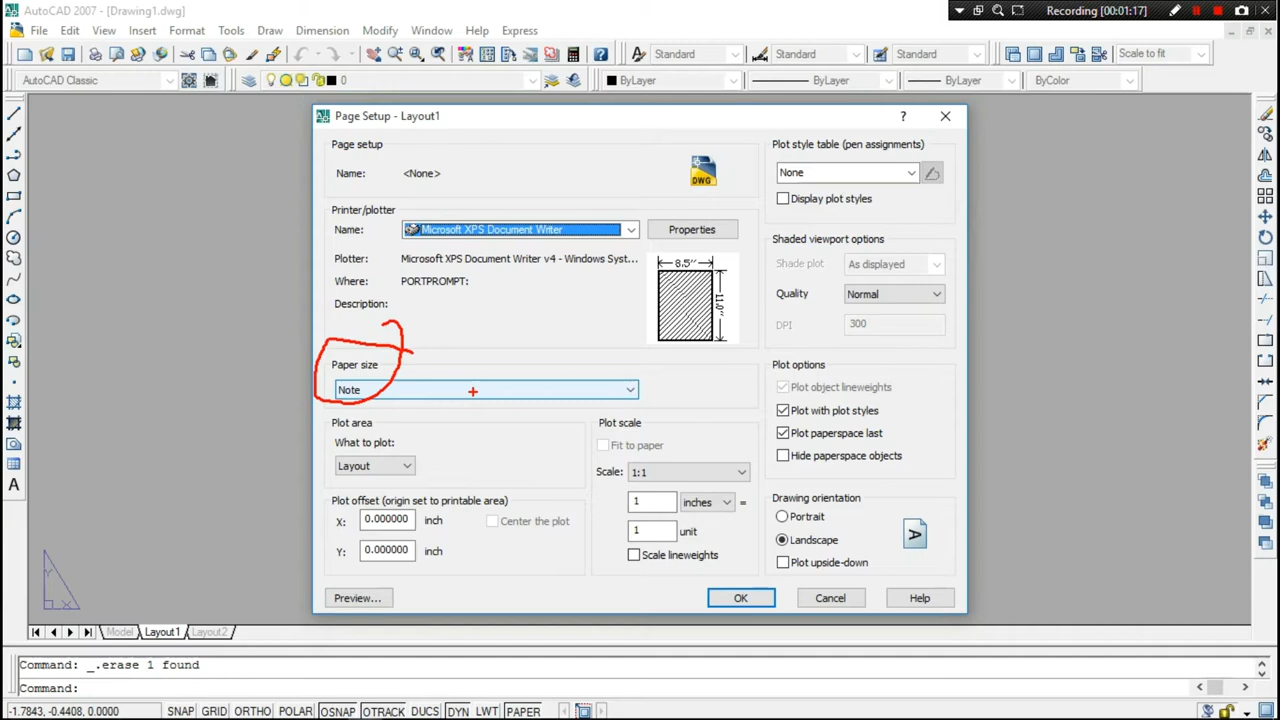 AutoCAD 2007 - [Drawing1.dwg]
Recording (00:01:17)
File Edit View Insert Format Tools Draw Dimension Modify Window Help Express
Standard Standard Standard Scale to fit
AutoCAD Classic 0 ByLayer ByLayer ByLayer ByColor
Page Setup - Layout1
Page setup
Name: <None>
DWG
Printer/plotter
Name: Microsoft XPS Document Writer Properties
Plotter: Microsoft XPS Document Writer v4 - Windows Syst...
Where: PORTPROMPT:
Description:
8.5''
11.0''
Paper size
Note
Plot area
What to plot:
Layout
Plot scale
Fit to paper
Scale: 1:1
1 inches =
1 unit
Scale lineweights
Plot offset (origin set to printable area)
X: 0.000000 inch Center the plot
Y: 0.000000 inch
Plot style table (pen assignments)
None
Display plot styles
Shaded viewport options
Shade plot As displayed
Quality Normal
DPI 300
Plot options
Plot object lineweights
Plot with plot styles
Plot paperspace last
Hide paperspace objects
Drawing orientation
Portrait
Landscape
Plot upside-down
A
Preview... OK Cancel Help
Y
X
Model Layout1 Layout2
Command: _.erase 1 found
Command:
-1.7843, -0.4408, 0.0000 SNAP GRID ORTHO POLAR OSNAP OTRACK DUCS DYN LWT PAPER